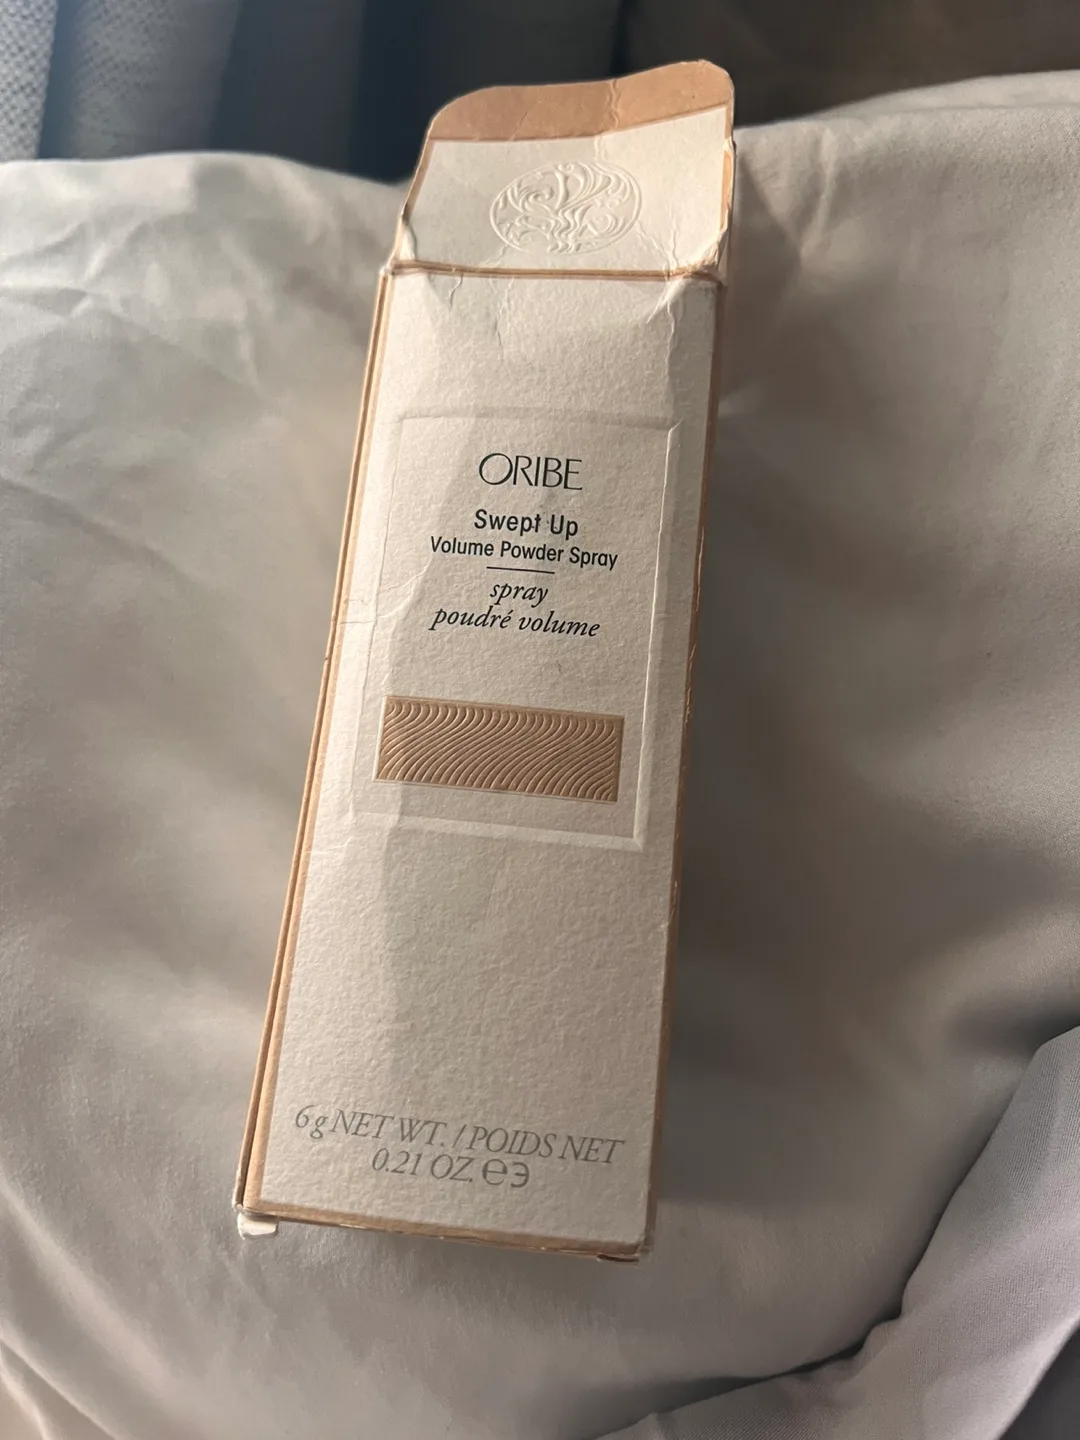 ORIBE
Swept Up
Volume Powder Spray
spray
poudré volume
6 g NET WT. / POIDS NET
0.21 OZ. ℮ Э